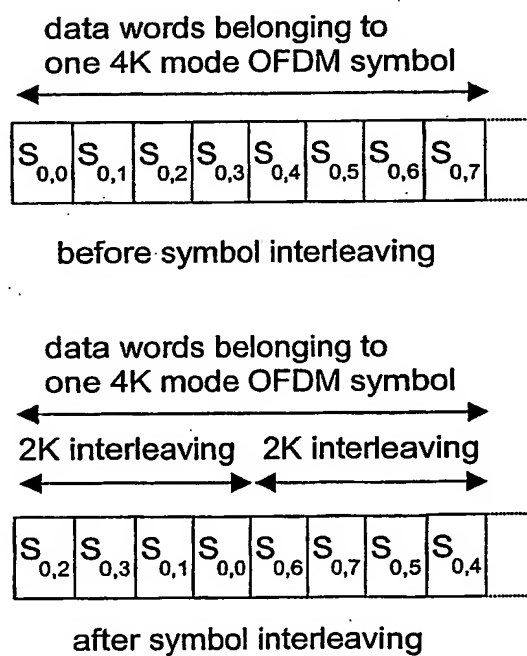 data words belonging to
one 4K mode OFDM symbol
S0,0 S0,1 S0,2 S0,3 S0,4 S0,5 S0,6 S0,7
before symbol interleaving
data words belonging to
one 4K mode OFDM symbol
2K interleaving 2K interleaving
S0,2 S0,3 S0,1 S0,0 S0,6 S0,7 S0,5 S0,4
after symbol interleaving